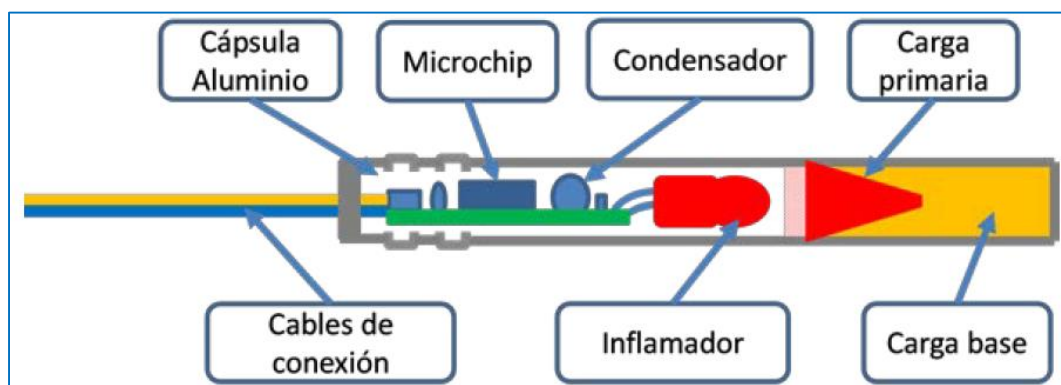 Cápsula
Aluminio
Microchip
Condensador
Carga
primaria
Cables de
conexión
Inflamador
Carga base